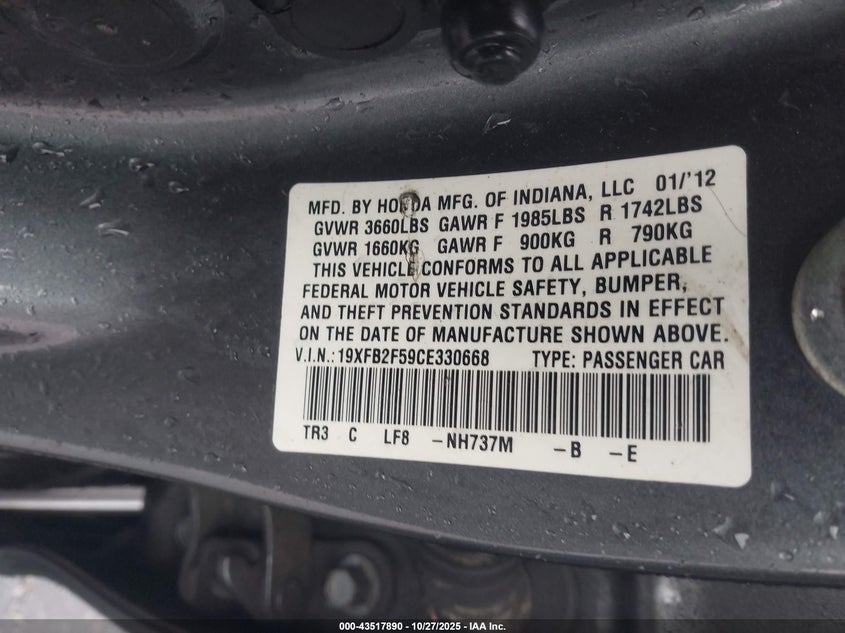 MFD. BY HONDA MFG. OF INDIANA, LLC 01/'12
GVWR 3660LBS GAWR F 1985LBS R 1742LBS
GVWR 1660KG GAWR F 900KG R 790KG
THIS VEHICLE CONFORMS TO ALL APPLICABLE
FEDERAL MOTOR VEHICLE SAFETY, BUMPER,
AND THEFT PREVENTION STANDARDS IN EFFECT
ON THE DATE OF MANUFACTURE SHOWN ABOVE.
V.I.N.:19XFB2F59CE330668 TYPE: PASSENGER CAR
TR3 C LF8 -NH737M -B -E
000-43517890 | 10/27/2025 | IAA Inc.